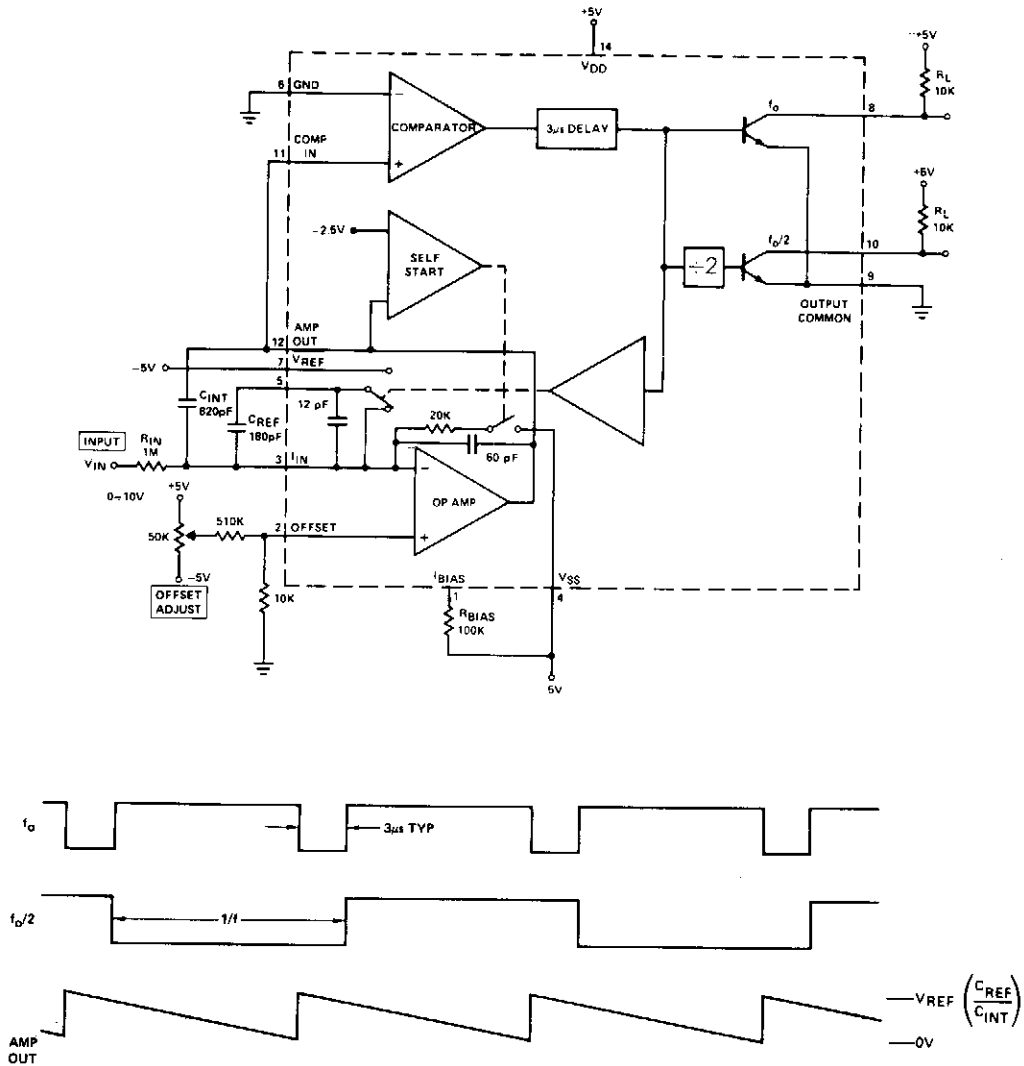 +5V
14
VDD
-+5V
RL
10K
6 GND
COMPARATOR
3µs DELAY
fo
8
COMP
IN
11
+5V
RL
10K
-2.5V
SELF
START
fo/2
10
÷2
9
OUTPUT
COMMON
AMP
OUT
12
VREF
7
-5V
5
12 pF
CINT
820pF
CREF
180pF
20K
60 pF
INPUT
RIN
1M
VIN
3
IIN
OP AMP
0-10V
+5V
510K
50K
2 OFFSET
-5V
OFFSET
ADJUST
10K
IBIAS
1
RBIAS
100K
VSS
4
5V
fo
3µs TYP
fo/2
1/f
VREF (CREF/CINT)
0V
AMP
OUT